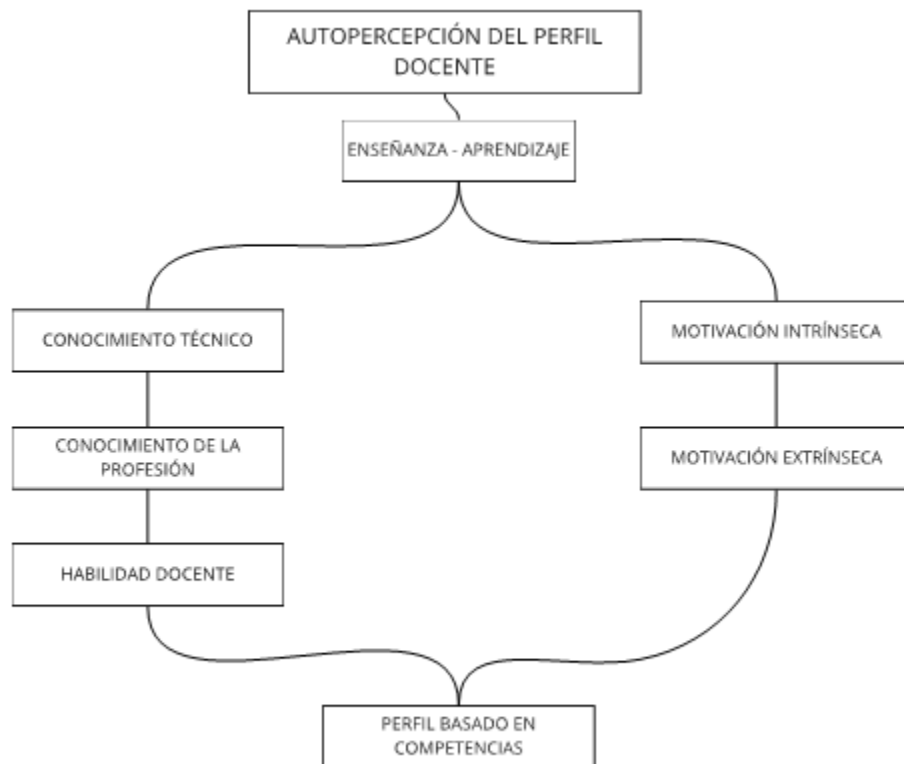 AUTOPERCEPCIÓN DEL PERFIL
DOCENTE
ENSEÑANZA - APRENDIZAJE
CONOCIMIENTO TÉCNICO
CONOCIMIENTO DE LA
PROFESIÓN
HABILIDAD DOCENTE
MOTIVACIÓN INTRÍNSECA
MOTIVACIÓN EXTRÍNSECA
PERFIL BASADO EN
COMPETENCIAS